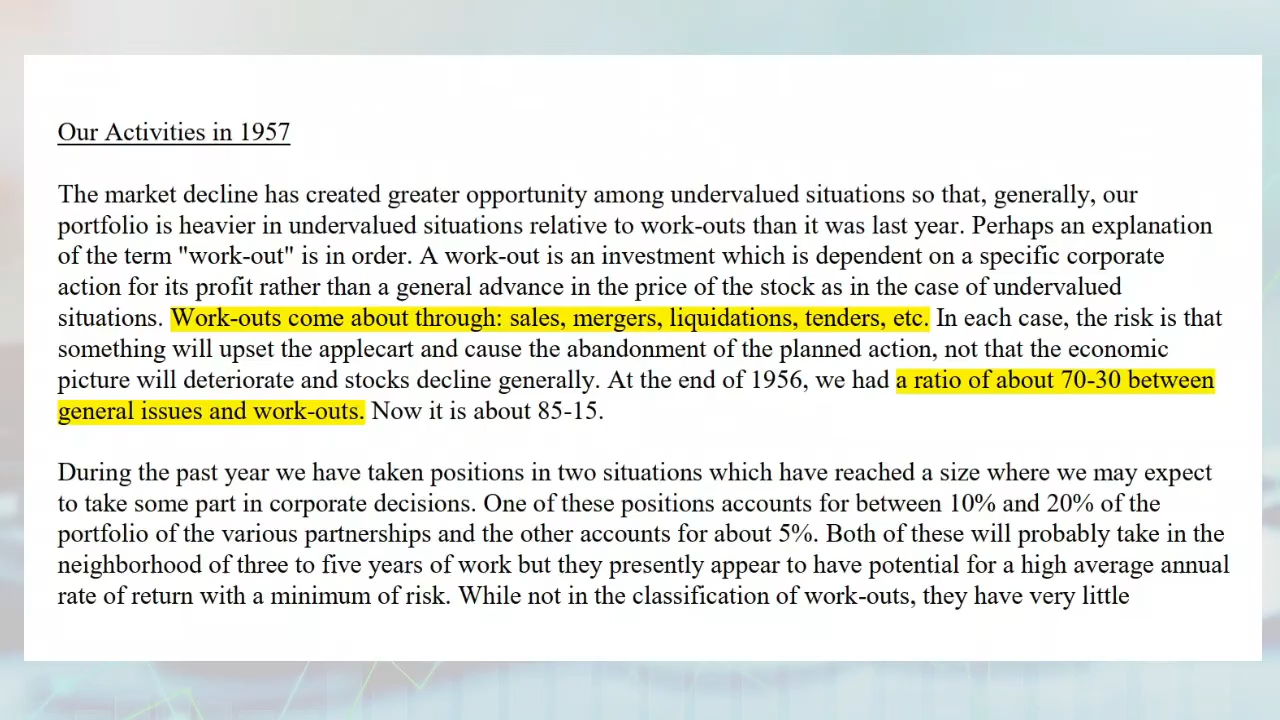 Our Activities in 1957
The market decline has created greater opportunity among undervalued situations so that, generally, our
portfolio is heavier in undervalued situations relative to work-outs than it was last year. Perhaps an explanation
of the term "work-out" is in order. A work-out is an investment which is dependent on a specific corporate
action for its profit rather than a general advance in the price of the stock as in the case of undervalued
situations. Work-outs come about through: sales, mergers, liquidations, tenders, etc. In each case, the risk is that
something will upset the applecart and cause the abandonment of the planned action, not that the economic
picture will deteriorate and stocks decline generally. At the end of 1956, we had a ratio of about 70-30 between
general issues and work-outs. Now it is about 85-15.
During the past year we have taken positions in two situations which have reached a size where we may expect
to take some part in corporate decisions. One of these positions accounts for between 10% and 20% of the
portfolio of the various partnerships and the other accounts for about 5%. Both of these will probably take in the
neighborhood of three to five years of work but they presently appear to have potential for a high average annual
rate of return with a minimum of risk. While not in the classification of work-outs, they have very little